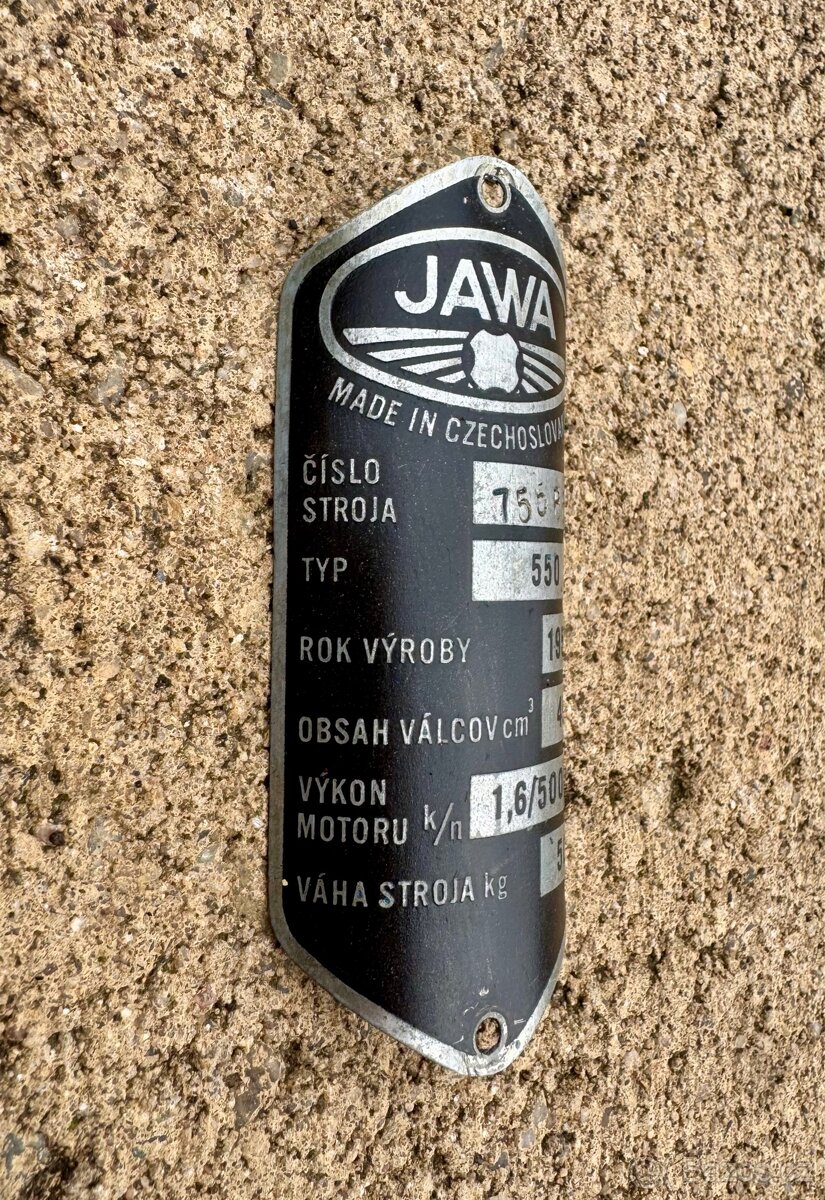 JAWA
MADE IN CZECHOSLOVA
ČÍSLO
STROJA
TYP 550
ROK VÝROBY
OBSAH VÁLCOV cm³
VÝKON
MOTORU k/n 1,6/500
VÁHA STROJA kg